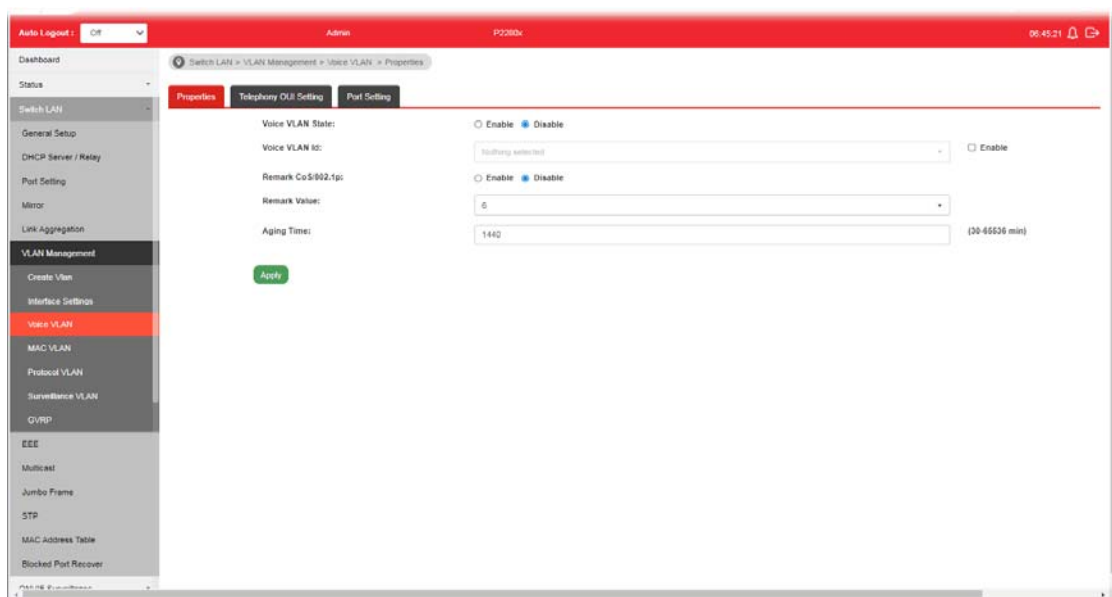 Auto Logout : Off Admin P2280x 06:45:21
Dashboard
Status
Switch LAN
General Setup
DHCP Server / Relay
Port Setting
Mirror
Link Aggregation
VLAN Management
Create Vlan
Interface Settings
Voice VLAN
MAC VLAN
Protocol VLAN
Surveillance VLAN
GVRP
EEE
Multicast
Jumbo Frame
STP
MAC Address Table
Blocked Port Recover
Switch LAN > VLAN Management > Voice VLAN > Properties
Properties Telephony OUI Setting Port Setting
Voice VLAN State: Enable Disable
Voice VLAN Id: Nothing selected Enable
Remark CoS/802.1p: Enable Disable
Remark Value: 6
Aging Time: 1440 (30-65536 min)
Apply